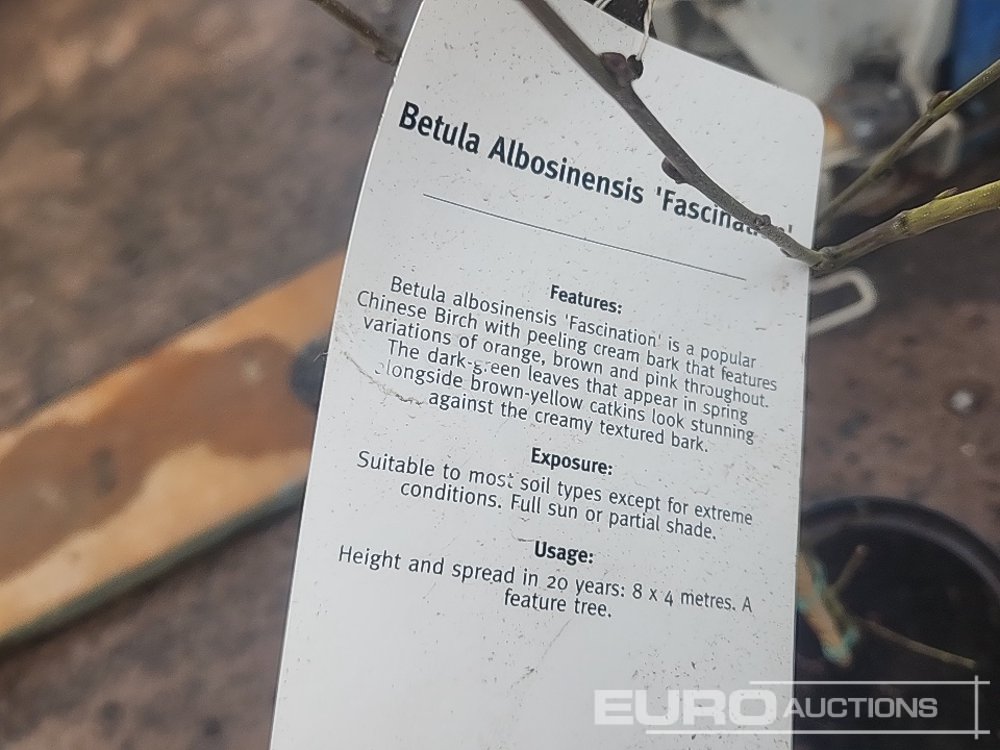 Betula Albosinensis 'Fascination'
Features:
Betula albosinensis 'Fascination' is a popular
Chinese Birch with peeling cream bark that features
variations of orange, brown and pink throughout.
The dark-green leaves that appear in spring
alongside brown-yellow catkins look stunning
against the creamy textured bark.
Exposure:
Suitable to most soil types except for extreme
conditions. Full sun or partial shade.
Usage:
Height and spread in 20 years: 8 x 4 metres. A
feature tree.
EURO AUCTIONS